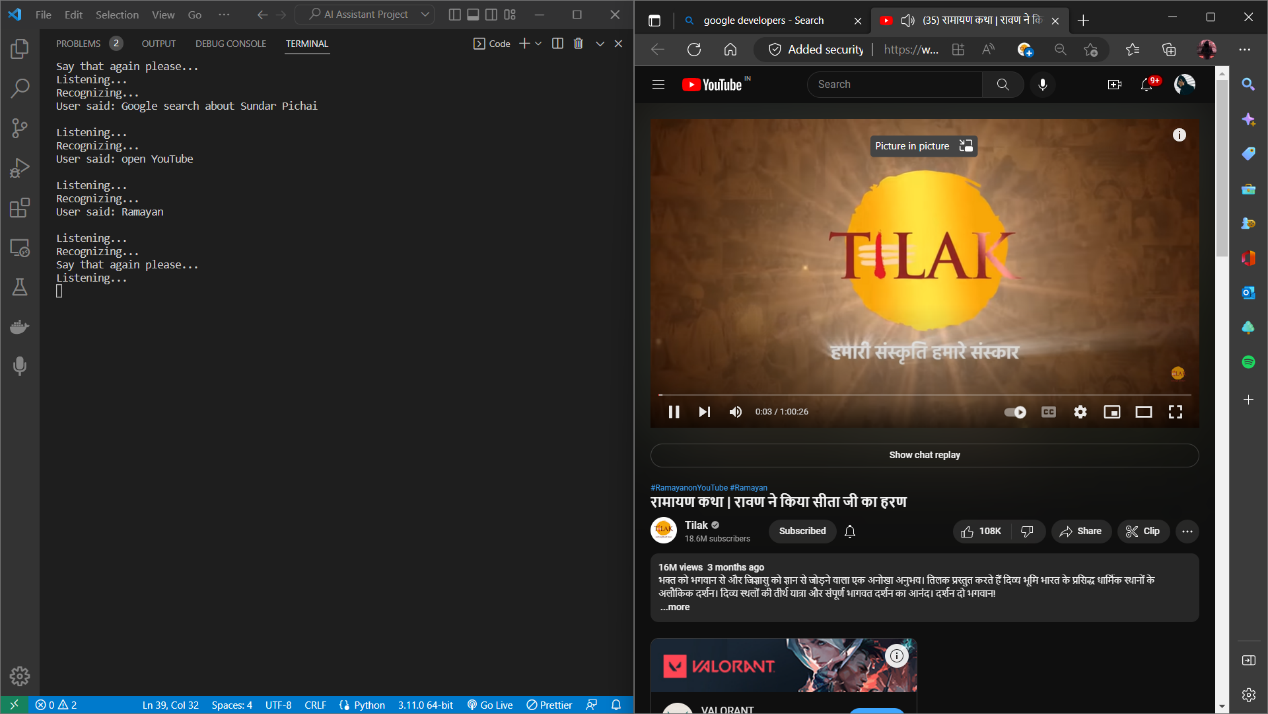 File Edit Selection View Go ···
AI Assistant Project
PROBLEMS 2 OUTPUT DEBUG CONSOLE TERMINAL
Code
Say that again please...
Listening...
Recognizing...
User said: Google search about Sundar Pichai
Listening...
Recognizing...
User said: open YouTube
Listening...
Recognizing...
User said: Ramayan
Listening...
Recognizing...
Say that again please...
Listening...
0 2 Ln 39, Col 32 Spaces: 4 UTF-8 CRLF Python 3.11.0 64-bit Go Live Prettier
google developers - Search
(35) रामायण कथा | रावण ने कि
Added security https://w...
YouTube IN
Search
9+
Picture in picture
TILAK
हमारी संस्कृति हमारे संस्कार
0:03 / 1:00:26
CC
Show chat replay
#RamayanonYouTube #Ramayan
रामायण कथा | रावण ने किया सीता जी का हरण
TILAK
Tilak
18.6M subscribers
Subscribed
108K Share Clip
16M views 3 months ago
भक्त को भगवान से और जिज्ञासु को ज्ञान से जोड़ने वाला एक अनोखा अनुभव। तिलक प्रस्तुत करते हैं दिव्य भूमि भारत के प्रसिद्ध धार्मिक स्थानों के
अलौकिक दर्शन। दिव्य स्थलों की तीर्थ यात्रा और संपूर्ण भागवत दर्शन का आनंद। दर्शन दो भगवान!
...more
VALORANT
VALORANT